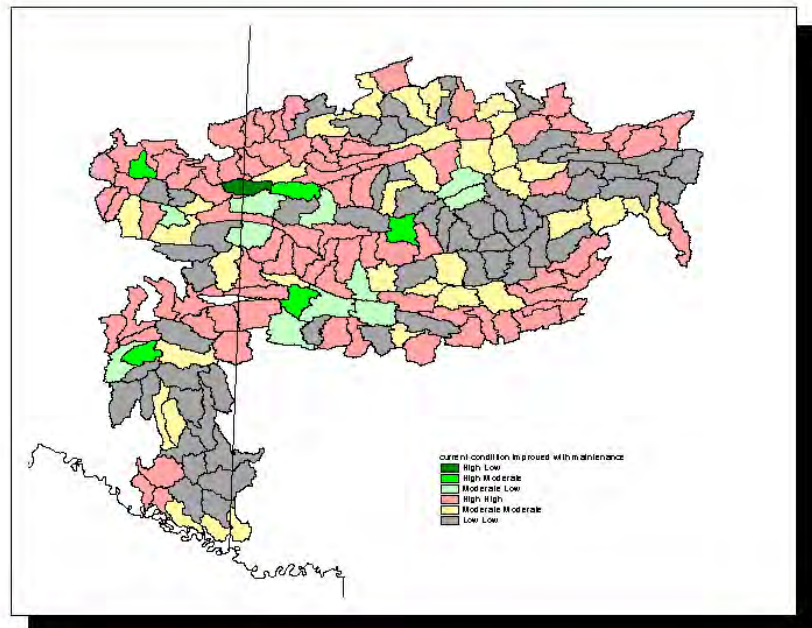 current condition improved with maintenance
High Low
High Moderate
Moderate Low
High High
Moderate Moderate
Low Low